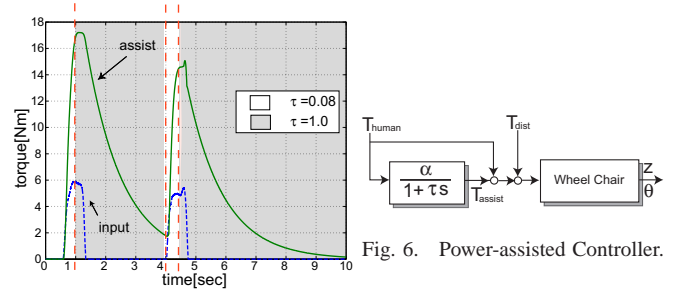 torque[Nm]
18
16
14
12
10
8
6
4
2
0
assist
input
τ=0.08
τ=1.0
0 1 2 3 4 5 6 7 8 9 10
time[sec]
Thuman
Tdist
α
1+τs
Tassist
Wheel Chair
z
θ
Fig. 6. Power-assisted Controller.